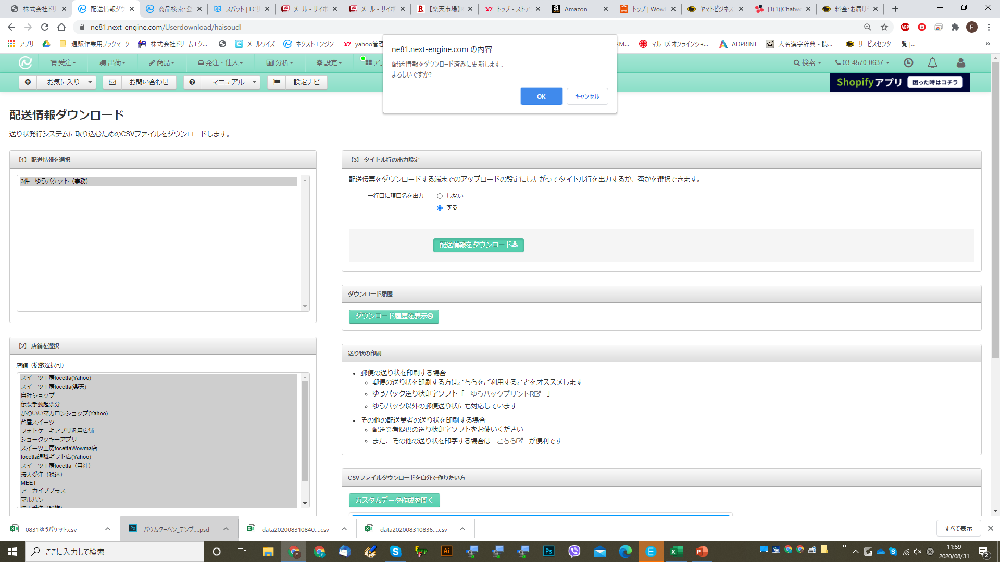 株式会社ドリ
配送情報ダウ
商品検索・登
スパット | ECサ
メール - サイボ
メール - サイボ
【楽天市場】F
トップ - ストア
Amazon
トップ | Wow!
ヤマトビジネス
[1(1)]Chatwo
料金・お届け
ne81.next-engine.com/Userdownload/haisoudl
アプリ
通販作業用ブックマーク
株式会社ドリームエク...
メールワイズ
ネクストエンジン
yahoo管理
RM...
マルコメ オンラインショ...
ADPRINT
人名漢字辞典 - 読...
サービスセンター一覧 |...
受注
出荷
商品
発注・仕入
分析
設定
検索
03-4570-0637
お気に入り
お問い合わせ
マニュアル
設定ナビ
Shopifyアプリ
困った時はコチラ
ne81.next-engine.com の内容
配送情報をダウンロード済みに更新します。
よろしいですか?
OK
キャンセル
配送情報ダウンロード
送り状発行システムに取り込むためのCSVファイルをダウンロードします。
【1】 配送情報を選択
3件 ゆうパケット（事務）
【2】 店舗を選択
店舗（複数選択可）
スイーツ工房focetta(Yahoo)
スイーツ工房focetta(楽天)
自社ショップ
伝票手動起票分
かわいいマカロンショップ(Yahoo)
芦屋スイーツ
フォトケーキアプリ汎用店舗
ショークッキーアプリ
スイーツ工房focettaWowma店
focetta退職ギフト店(Yahoo)
スイーツ工房focetta（自社）
法人受注（税込）
MEET
アーカイブプラス
マルハン
法人受注（税抜）
【3】 タイトル行の出力設定
配送伝票をダウンロードする端末でのアップロードの設定にしたがってタイトル行を出力するか、否かを選択できます。
一行目に項目名を出力
しない
する
配送情報をダウンロード
ダウンロード履歴
ダウンロード履歴を表示
送り状の印刷
郵便の送り状を印刷する場合
郵便の送り状を印刷する方はこちらをご利用することをオススメします
ゆうパック送り状印字ソフト「 ゆうパックプリントR 」
ゆうパック以外の郵便送り状にも対応しています
その他の配送業者の送り状を印刷する場合
配送業者提供の送り状印字ソフトをお使いください
また、その他の送り状を印字する場合は こちら が便利です
CSVファイルダウンロードを自分で作りたい方
カスタムデータ作成を開く
0831ゆうパケット.csv
バウムクーヘン_テンプ....psd
data202008310840....csv
data202008310836....csv
すべて表示
ここに入力して検索
11:59
2020/08/31